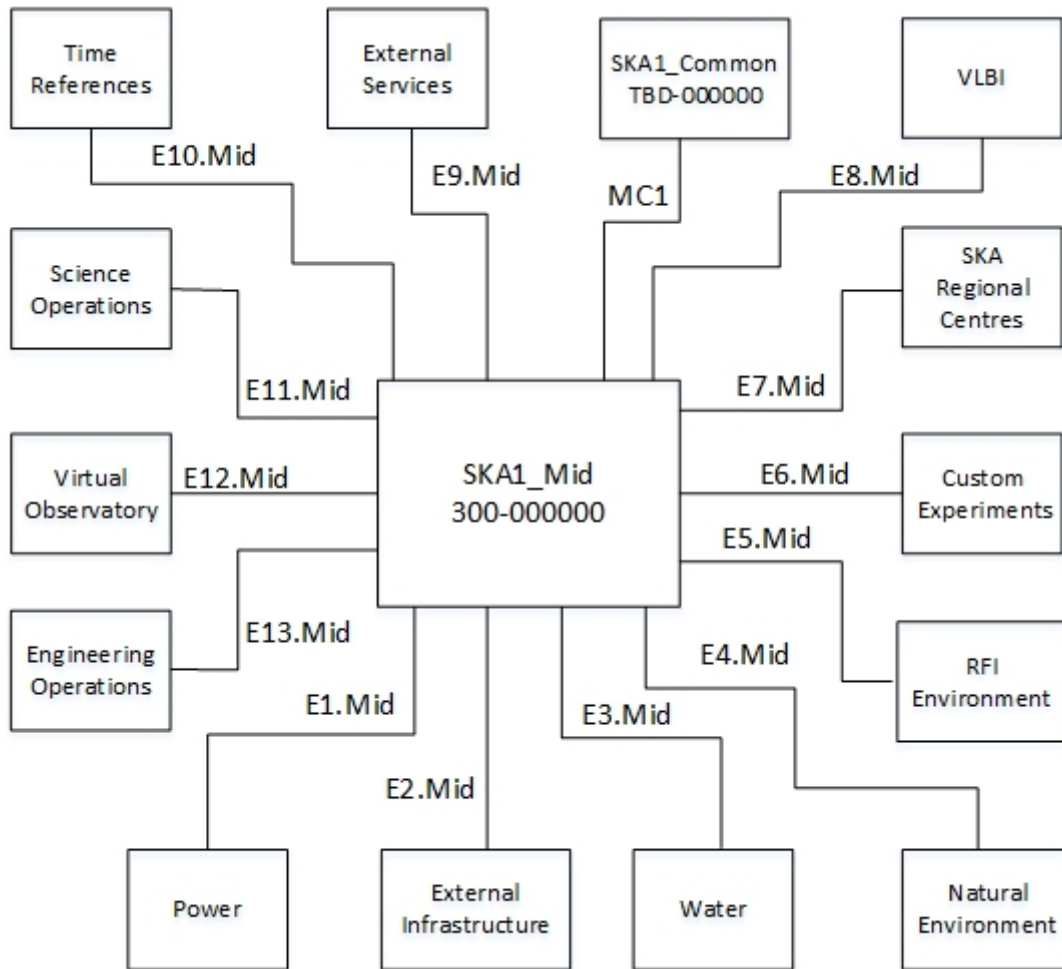 Time
References
External
Services
SKA1_Common
TBD-000000
VLBI
E10.Mid
E9.Mid
MC1
E8.Mid
Science
Operations
SKA
Regional
Centres
E11.Mid
E7.Mid
Virtual
Observatory
E12.Mid
SKA1_Mid
300-000000
E6.Mid
Custom
Experiments
E5.Mid
Engineering
Operations
E13.Mid
E4.Mid
RFI
Environment
E1.Mid
E3.Mid
E2.Mid
Power
External
Infrastructure
Water
Natural
Environment